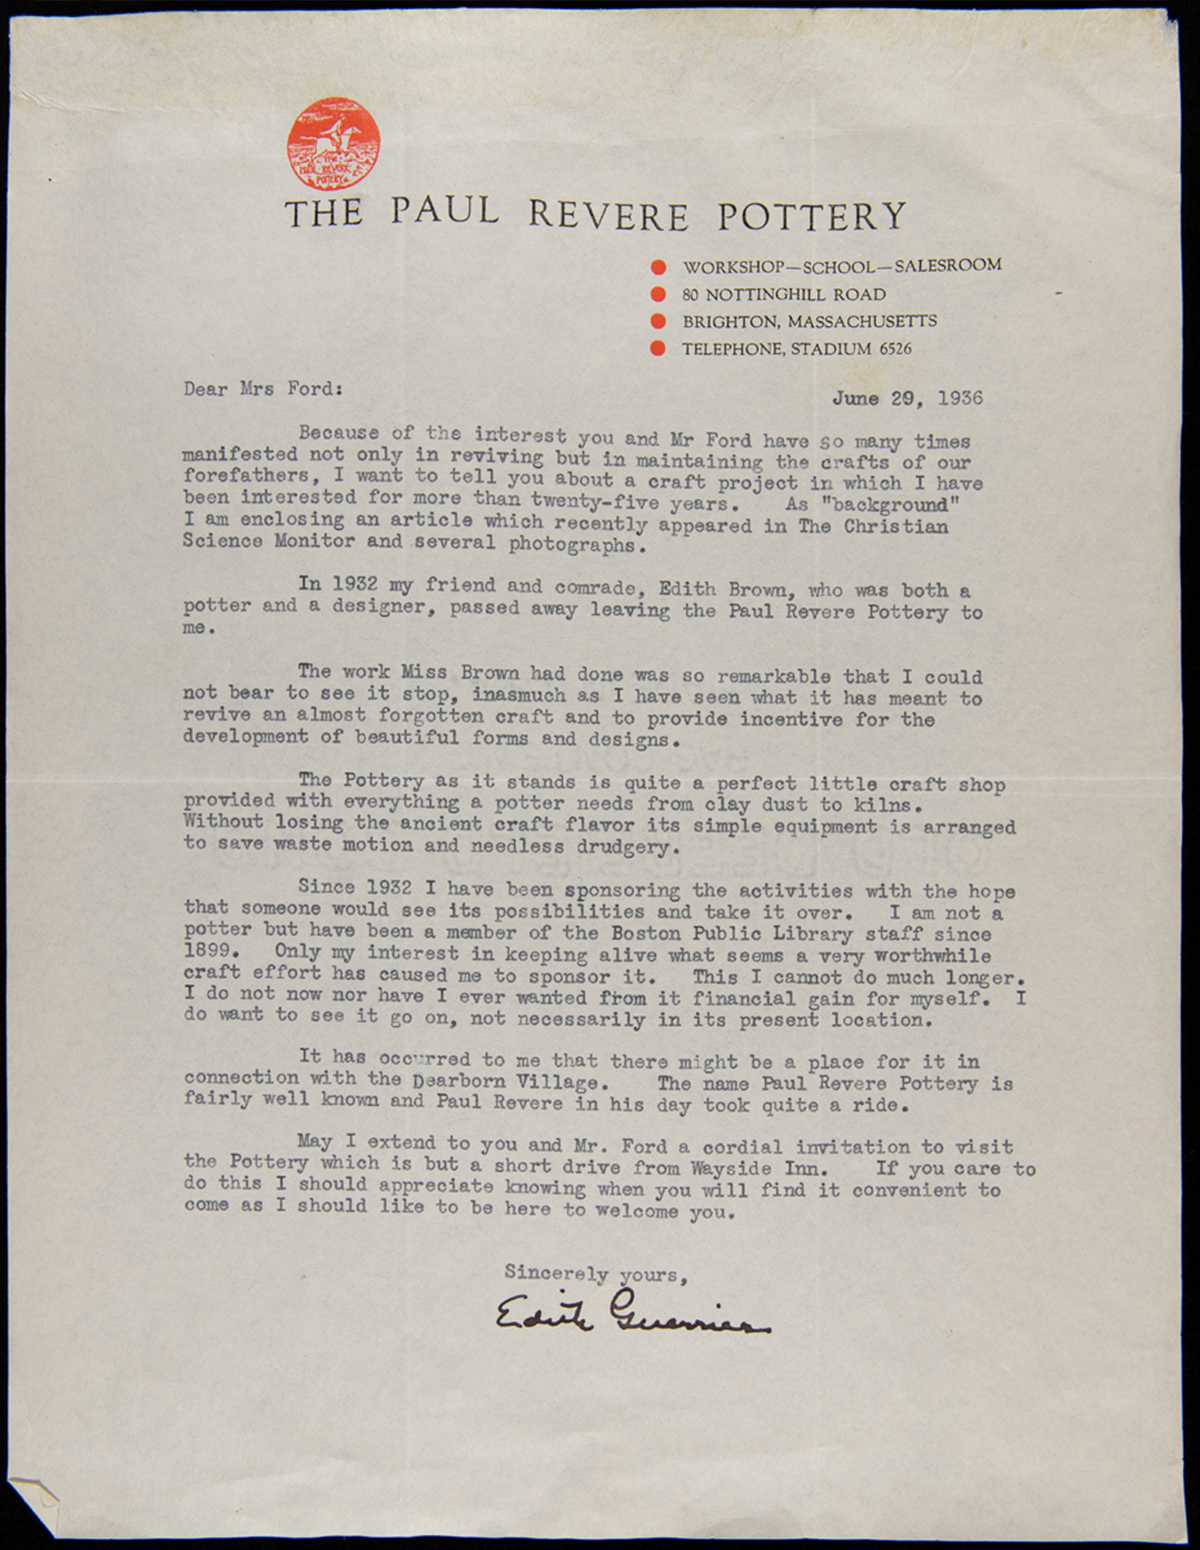 THE
PAUL REVERE
POTTERY
THE PAUL REVERE POTTERY
WORKSHOP—SCHOOL—SALESROOM
80 NOTTINGHILL ROAD
BRIGHTON, MASSACHUSETTS
TELEPHONE, STADIUM 6526
Dear Mrs Ford:
June 29, 1936
Because of the interest you and Mr Ford have so many times
manifested not only in reviving but in maintaining the crafts of our
forefathers, I want to tell you about a craft project in which I have
been interested for more than twenty-five years. As "background"
I am enclosing an article which recently appeared in The Christian
Science Monitor and several photographs.
In 1932 my friend and comrade, Edith Brown, who was both a
potter and a designer, passed away leaving the Paul Revere Pottery to
me.
The work Miss Brown had done was so remarkable that I could
not bear to see it stop, inasmuch as I have seen what it has meant to
revive an almost forgotten craft and to provide incentive for the
development of beautiful forms and designs.
The Pottery as it stands is quite a perfect little craft shop
provided with everything a potter needs from clay dust to kilns.
Without losing the ancient craft flavor its simple equipment is arranged
to save waste motion and needless drudgery.
Since 1932 I have been sponsoring the activities with the hope
that someone would see its possibilities and take it over. I am not a
potter but have been a member of the Boston Public Library staff since
1899. Only my interest in keeping alive what seems a very worthwhile
craft effort has caused me to sponsor it. This I cannot do much longer.
I do not now nor have I ever wanted from it financial gain for myself. I
do want to see it go on, not necessarily in its present location.
It has occurred to me that there might be a place for it in
connection with the Dearborn Village. The name Paul Revere Pottery is
fairly well known and Paul Revere in his day took quite a ride.
May I extend to you and Mr. Ford a cordial invitation to visit
the Pottery which is but a short drive from Wayside Inn. If you care to
do this I should appreciate knowing when you will find it convenient to
come as I should like to be here to welcome you.
Sincerely yours,
Edith Guerrier